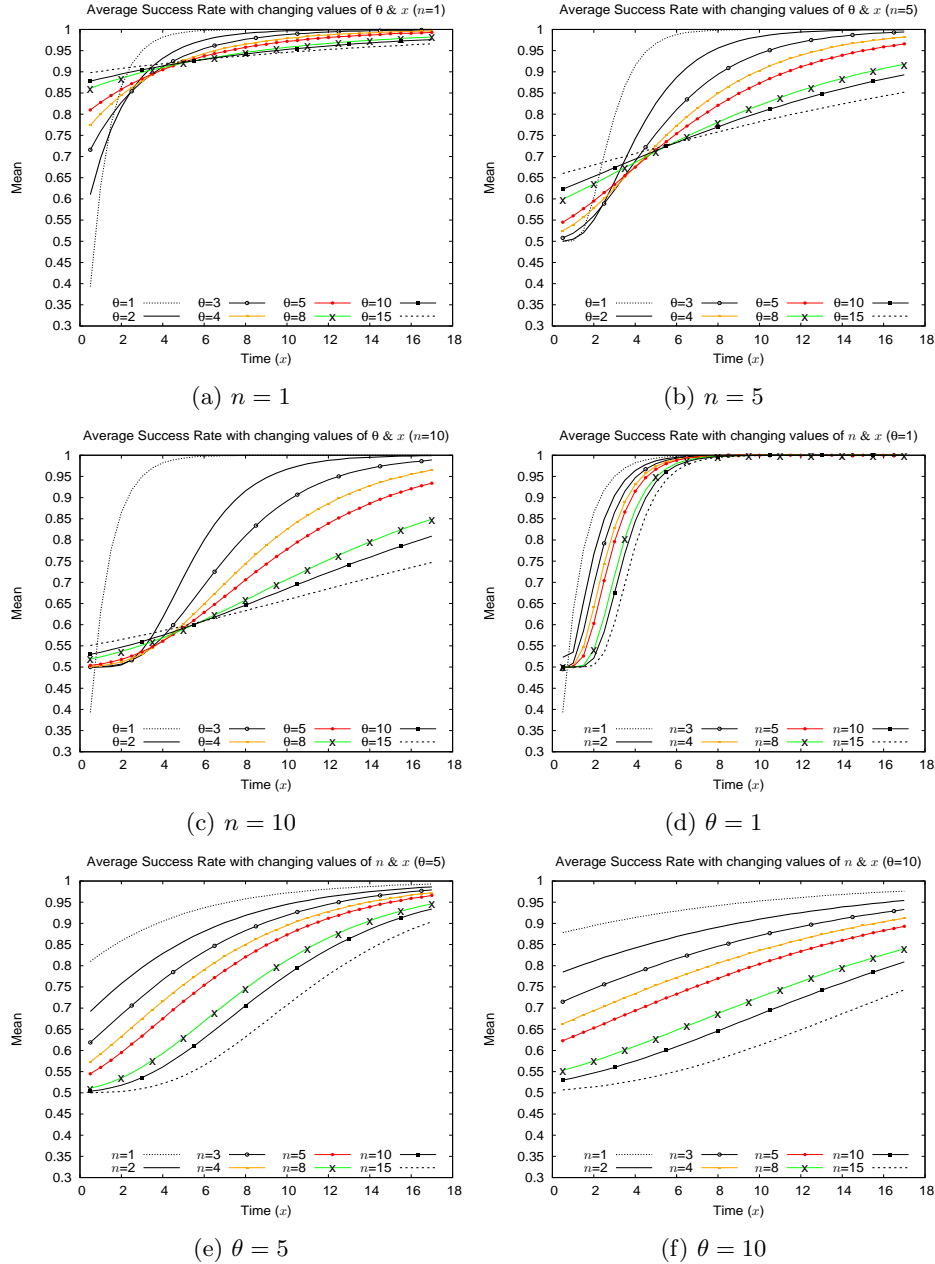 Average Success Rate with changing values of θ & x (n=1)
1
0.95
0.9
0.85
0.8
0.75
0.7
0.65
0.6
0.55
0.5
0.45
0.4
0.35
0.3
Mean
θ=1 θ=3 θ=5 θ=10
θ=2 θ=4 θ=8 θ=15
0 2 4 6 8 10 12 14 16 18
Time (x)
(a) n = 1
Average Success Rate with changing values of θ & x (n=5)
1
0.95
0.9
0.85
0.8
0.75
0.7
0.65
0.6
0.55
0.5
0.45
0.4
0.35
0.3
Mean
θ=1 θ=3 θ=5 θ=10
θ=2 θ=4 θ=8 θ=15
0 2 4 6 8 10 12 14 16 18
Time (x)
(b) n = 5
Average Success Rate with changing values of θ & x (n=10)
1
0.95
0.9
0.85
0.8
0.75
0.7
0.65
0.6
0.55
0.5
0.45
0.4
0.35
0.3
Mean
θ=1 θ=3 θ=5 θ=10
θ=2 θ=4 θ=8 θ=15
0 2 4 6 8 10 12 14 16 18
Time (x)
(c) n = 10
Average Success Rate with changing values of n & x (θ=1)
1
0.95
0.9
0.85
0.8
0.75
0.7
0.65
0.6
0.55
0.5
0.45
0.4
0.35
0.3
Mean
n=1 n=3 n=5 n=10
n=2 n=4 n=8 n=15
0 2 4 6 8 10 12 14 16 18
Time (x)
(d) θ = 1
Average Success Rate with changing values of n & x (θ=5)
1
0.95
0.9
0.85
0.8
0.75
0.7
0.65
0.6
0.55
0.5
0.45
0.4
0.35
0.3
Mean
n=1 n=3 n=5 n=10
n=2 n=4 n=8 n=15
0 2 4 6 8 10 12 14 16 18
Time (x)
(e) θ = 5
Average Success Rate with changing values of n & x (θ=10)
1
0.95
0.9
0.85
0.8
0.75
0.7
0.65
0.6
0.55
0.5
0.45
0.4
0.35
0.3
Mean
n=1 n=3 n=5 n=10
n=2 n=4 n=8 n=15
0 2 4 6 8 10 12 14 16 18
Time (x)
(f) θ = 10